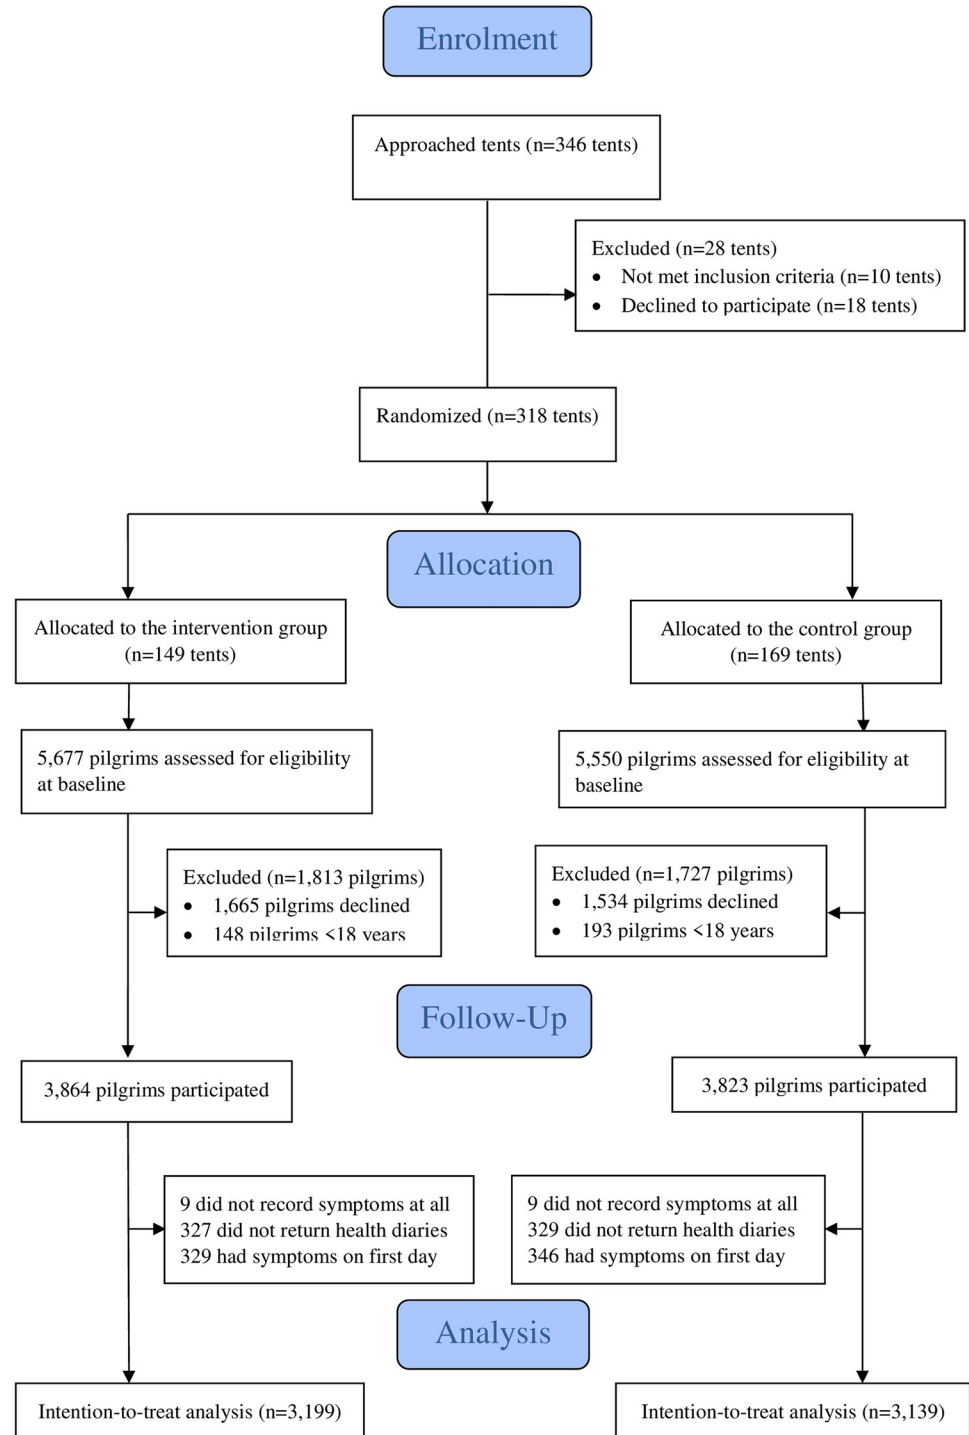 Enrolment
Approached tents (n=346 tents)
Excluded (n=28 tents)
• Not met inclusion criteria (n=10 tents)
• Declined to participate (n=18 tents)
Randomized (n=318 tents)
Allocation
Allocated to the intervention group
(n=149 tents)
Allocated to the control group
(n=169 tents)
5,677 pilgrims assessed for eligibility
at baseline
5,550 pilgrims assessed for eligibility at
baseline
Excluded (n=1,813 pilgrims)
• 1,665 pilgrims declined
• 148 pilgrims <18 years
Excluded (n=1,727 pilgrims)
• 1,534 pilgrims declined
• 193 pilgrims <18 years
Follow-Up
3,864 pilgrims participated
3,823 pilgrims participated
9 did not record symptoms at all
327 did not return health diaries
329 had symptoms on first day
9 did not record symptoms at all
329 did not return health diaries
346 had symptoms on first day
Analysis
Intention-to-treat analysis (n=3,199)
Intention-to-treat analysis (n=3,139)